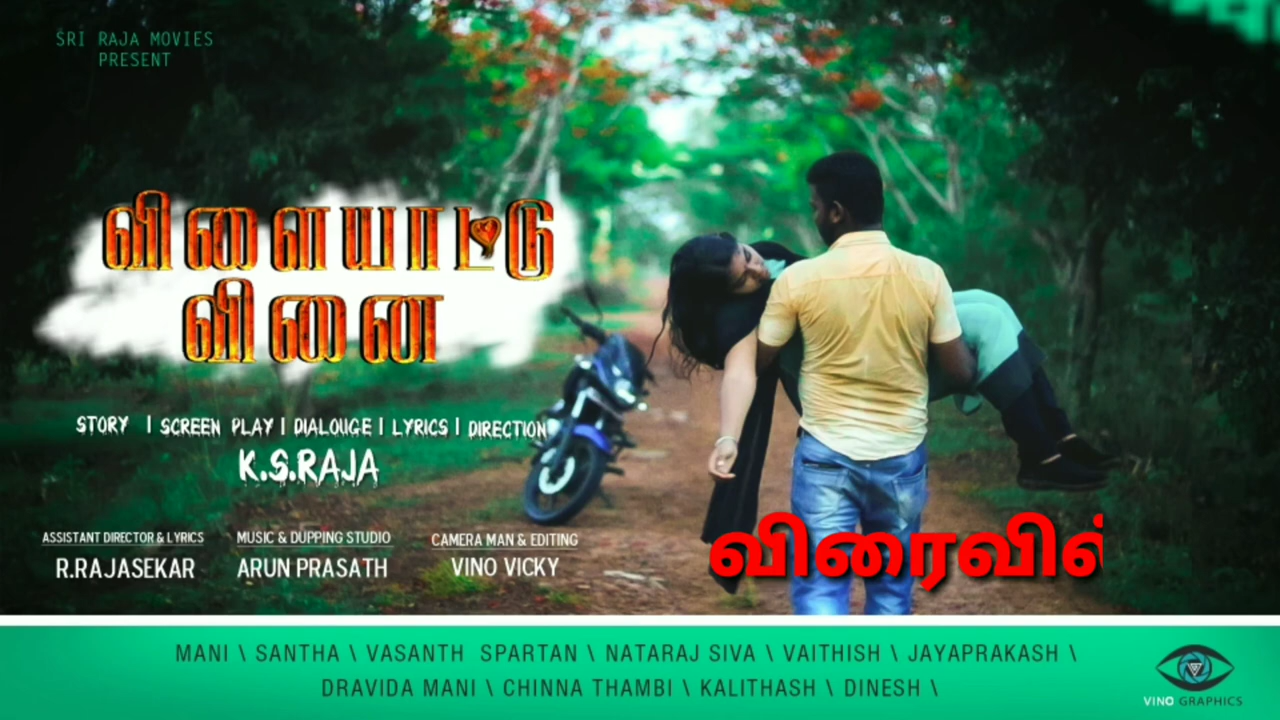 SRI RAJA MOVIES
PRESENT
விளையாட்டு
வினை
STORY | SCREEN PLAY | DIALOUGE | LYRICS | DIRECTION
K.S.RAJA
ASSISTANT DIRECTOR & LYRICS
R.RAJASEKAR
MUSIC & DUPPING STUDIO
ARUN PRASATH
CAMERA MAN & EDITING
VINO VICKY
விரைவில்
MANI \ SANTHA \ VASANTH SPARTAN \ NATARAJ SIVA \ VAITHISH \ JAYAPRAKASH \
DRAVIDA MANI \ CHINNA THAMBI \ KALITHASH \ DINESH \
VINO GRAPHICS